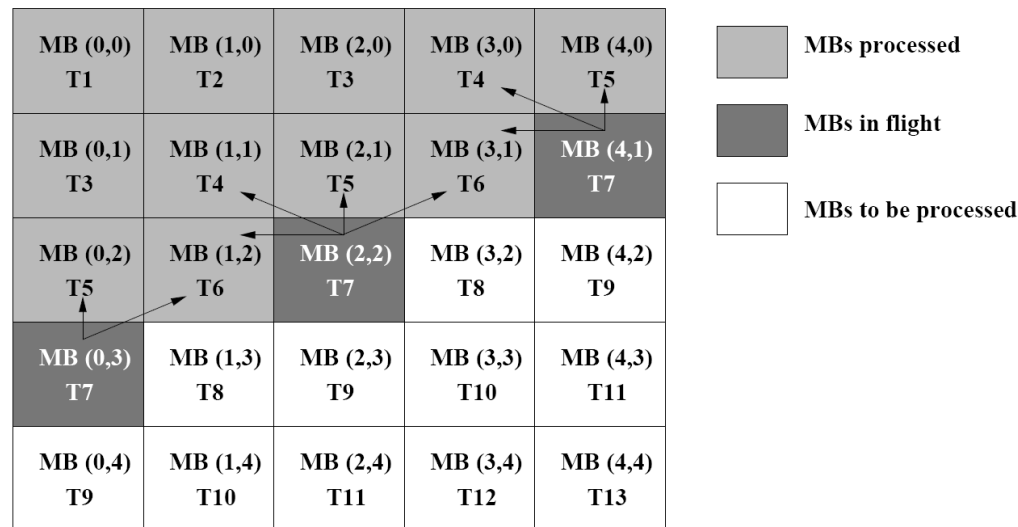 MB (0,0) MB (1,0) MB (2,0) MB (3,0) MB (4,0)
T1 T2 T3 T4 T5
MB (0,1) MB (1,1) MB (2,1) MB (3,1) MB (4,1)
T3 T4 T5 T6 T7
MB (0,2) MB (1,2) MB (2,2) MB (3,2) MB (4,2)
T5 T6 T7 T8 T9
MB (0,3) MB (1,3) MB (2,3) MB (3,3) MB (4,3)
T7 T8 T9 T10 T11
MB (0,4) MB (1,4) MB (2,4) MB (3,4) MB (4,4)
T9 T10 T11 T12 T13
MBs processed
MBs in flight
MBs to be processed